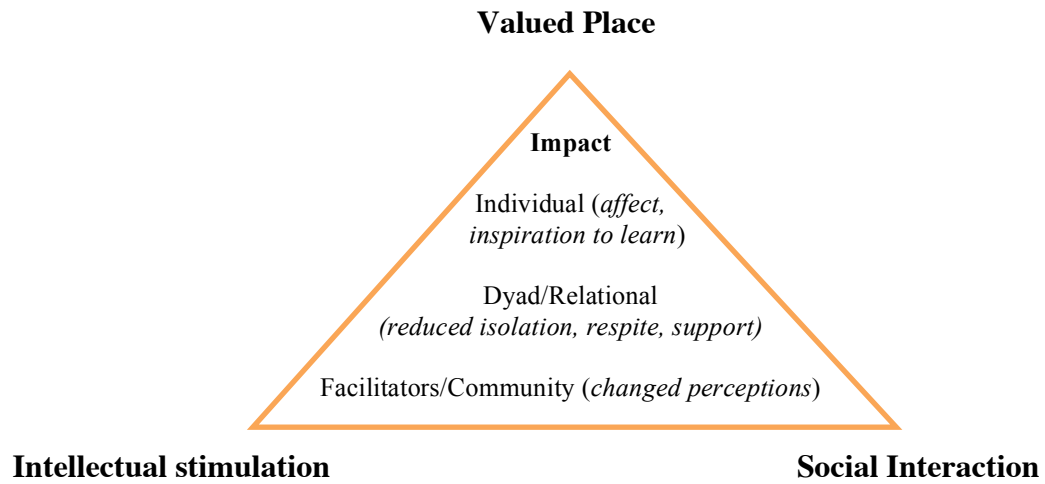 Valued Place
Impact
Individual (affect,
inspiration to learn)
Dyad/Relational
(reduced isolation, respite, support)
Facilitators/Community (changed perceptions)
Intellectual stimulation
Social Interaction